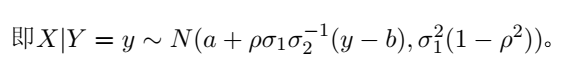 即X|Y = y ∼ N(a + ρσ₁σ₂⁻¹(y − b), σ₁²(1 − ρ²))。